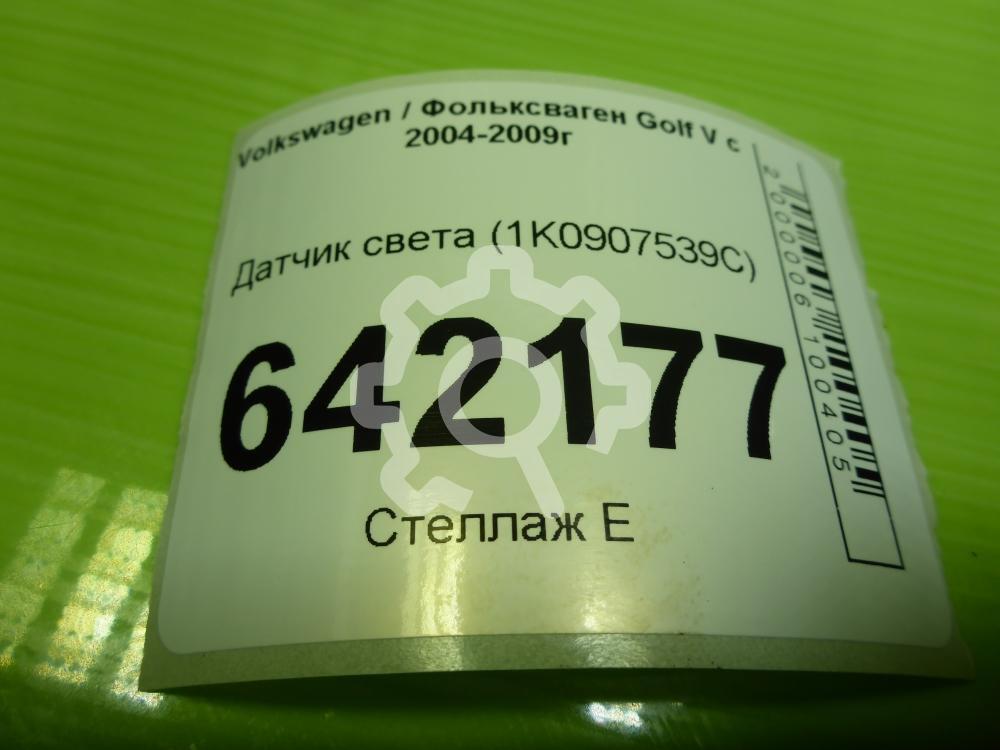 Volkswagen / Фольксваген Golf V с
2004-2009г
Датчик света (1K0907539C)
642177
Стеллаж Е
2000006100405